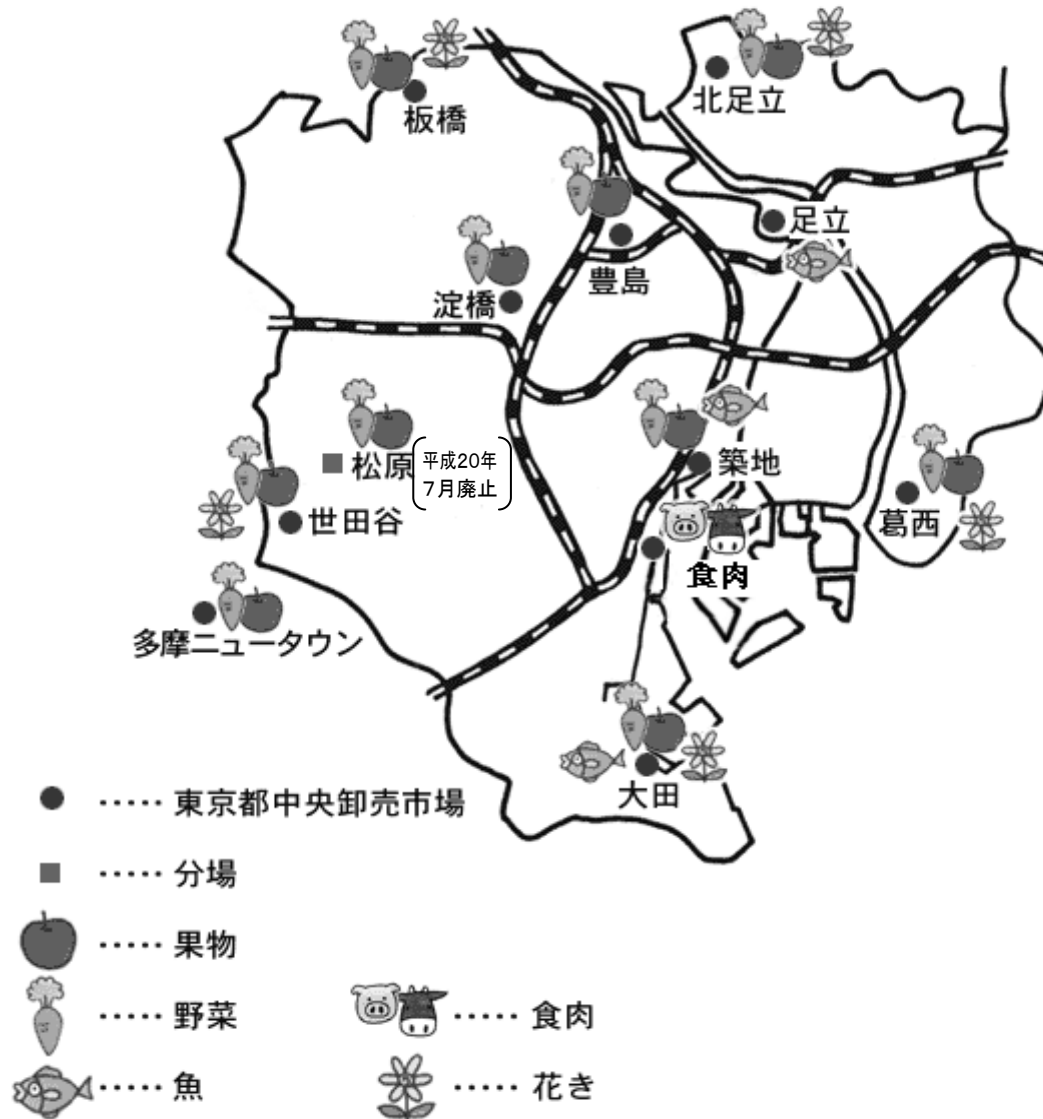 板橋
北足立
足立
豊島
淀橋
松原
平成20年
7月廃止
築地
世田谷
葛西
食肉
多摩ニュータウン
大田
・・・・・ 東京都中央卸売市場
・・・・・ 分場
・・・・・ 果物
・・・・・ 野菜
・・・・・ 食肉
・・・・・ 魚
・・・・・ 花き